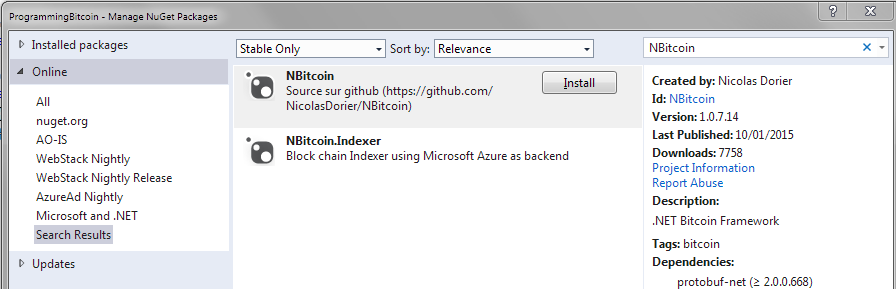 ProgrammingBitcoin - Manage NuGet Packages
Installed packages
Online
All
nuget.org
AO-IS
WebStack Nightly
WebStack Nightly Release
AzureAd Nightly
Microsoft and .NET
Search Results
Updates
Stable Only
Sort by: Relevance
NBitcoin
Source sur github (https://github.com/
NicolasDorier/NBitcoin)
Install
NBitcoin.Indexer
Block chain Indexer using Microsoft Azure as backend
NBitcoin
Created by: Nicolas Dorier
Id: NBitcoin
Version: 1.0.7.14
Last Published: 10/01/2015
Downloads: 7758
Project Information
Report Abuse
Description:
.NET Bitcoin Framework
Tags: bitcoin
Dependencies:
protobuf-net (≥ 2.0.0.668)